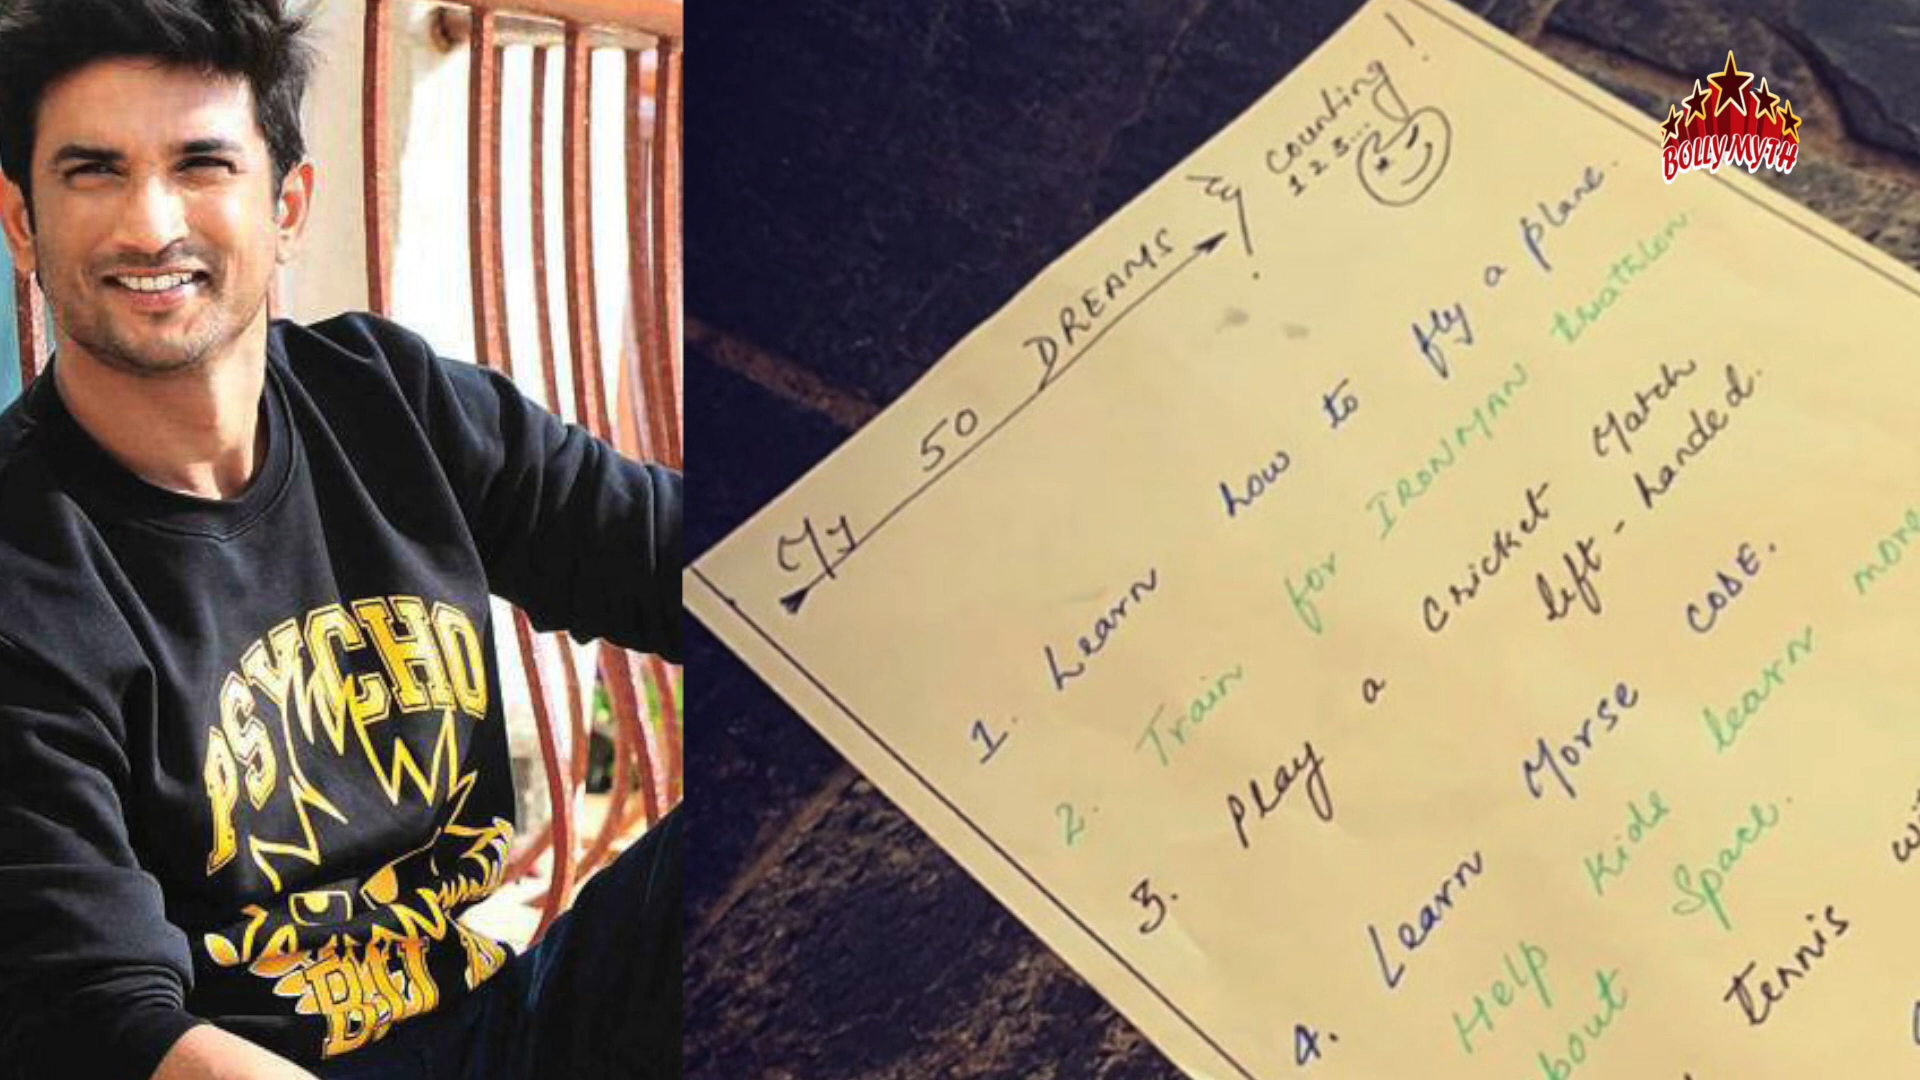 PSYCHO
BUT
BOLLYMYTH
My 50 DREAMS & counting!
1 2 3...
1. Learn how to fly a plane.
2. Train for IRONMAN triathlon
3. Play a cricket Match
left-handed.
4. Learn Morse CODE.
Help kids learn more
about Space.
tennis